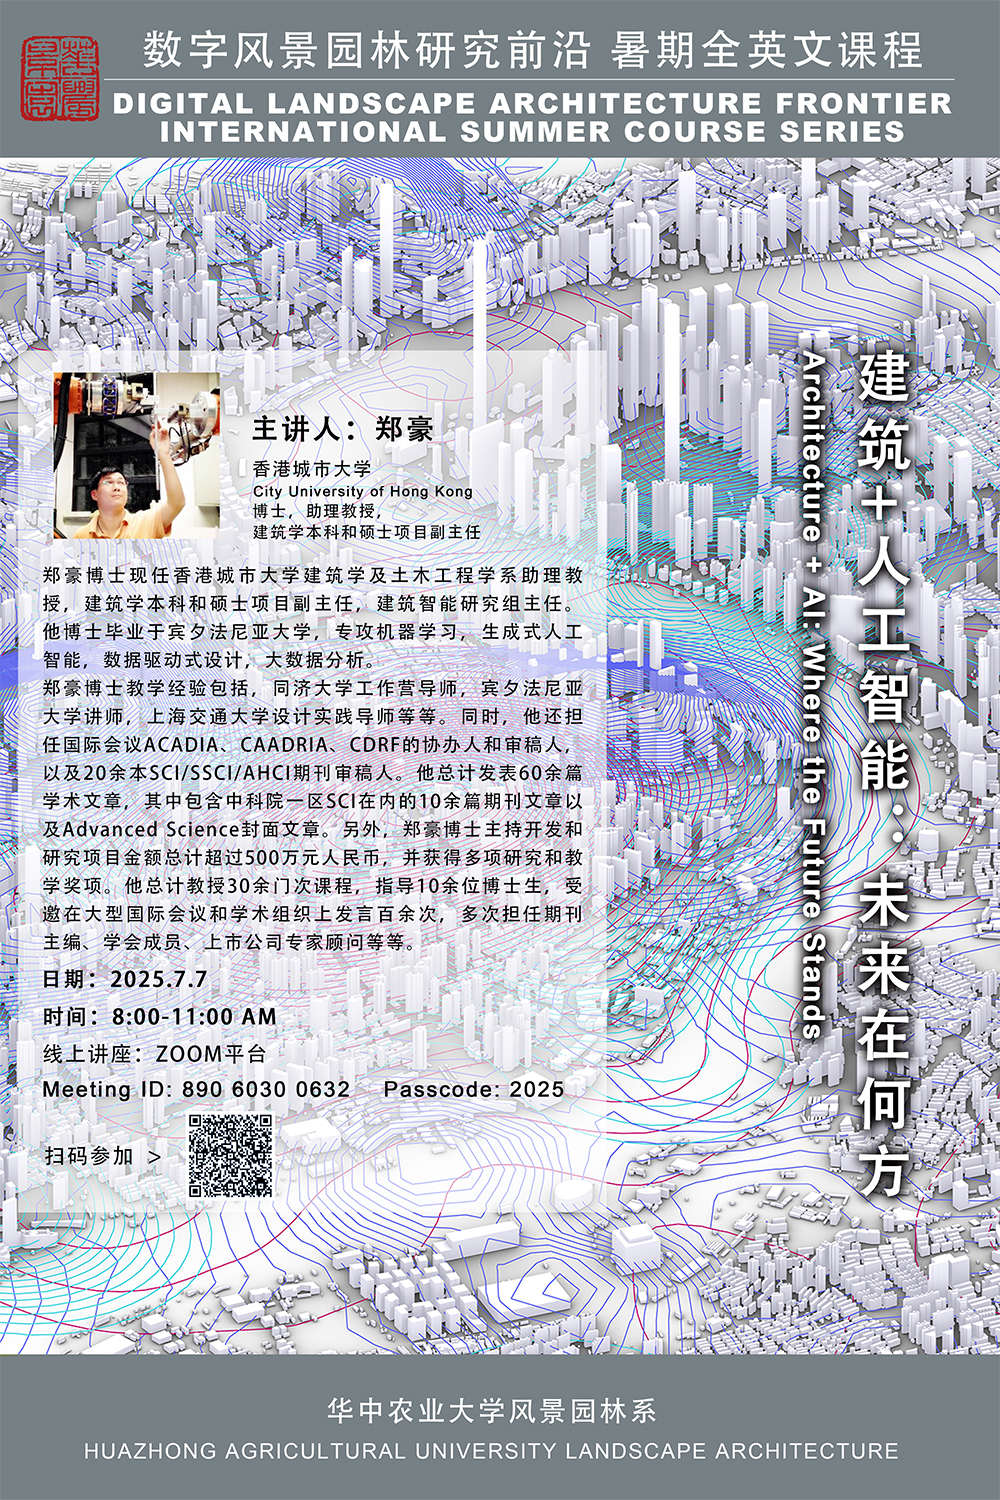 数字风景园林研究前沿 暑期全英文课程
DIGITAL LANDSCAPE ARCHITECTURE FRONTIER
INTERNATIONAL SUMMER COURSE SERIES
建筑+人工智能：未来在何方
Architecture + AI: Where the Future Stands
主讲人：郑豪
香港城市大学
City University of Hong Kong
博士，助理教授，
建筑学本科和硕士项目副主任
郑豪博士现任香港城市大学建筑学及土木工程学系助理教
授，建筑学本科和硕士项目副主任，建筑智能研究组主任。
他博士毕业于宾夕法尼亚大学，专攻机器学习，生成式人工
智能，数据驱动式设计，大数据分析。
郑豪博士教学经验包括，同济大学工作营导师，宾夕法尼亚
大学讲师，上海交通大学设计实践导师等等。同时，他还担
任国际会议ACADIA、CAADRIA、CDRF的协办人和审稿人，
以及20余本SCI/SSCI/AHCI期刊审稿人。他总计发表60余篇
学术文章，其中包含中科院一区SCI在内的10余篇期刊文章以
及Advanced Science封面文章。另外，郑豪博士主持开发和
研究项目金额总计超过500万元人民币，并获得多项研究和教
学奖项。他总计教授30余门次课程，指导10余位博士生，受
邀在大型国际会议和学术组织上发言百余次，多次担任期刊
主编、学会成员、上市公司专家顾问等等。
日期：2025.7.7
时间：8:00-11:00 AM
线上讲座：ZOOM平台
Meeting ID: 890 6030 0632 Passcode: 2025
扫码参加 >
华中农业大学风景园林系
HUAZHONG AGRICULTURAL UNIVERSITY LANDSCAPE ARCHITECTURE